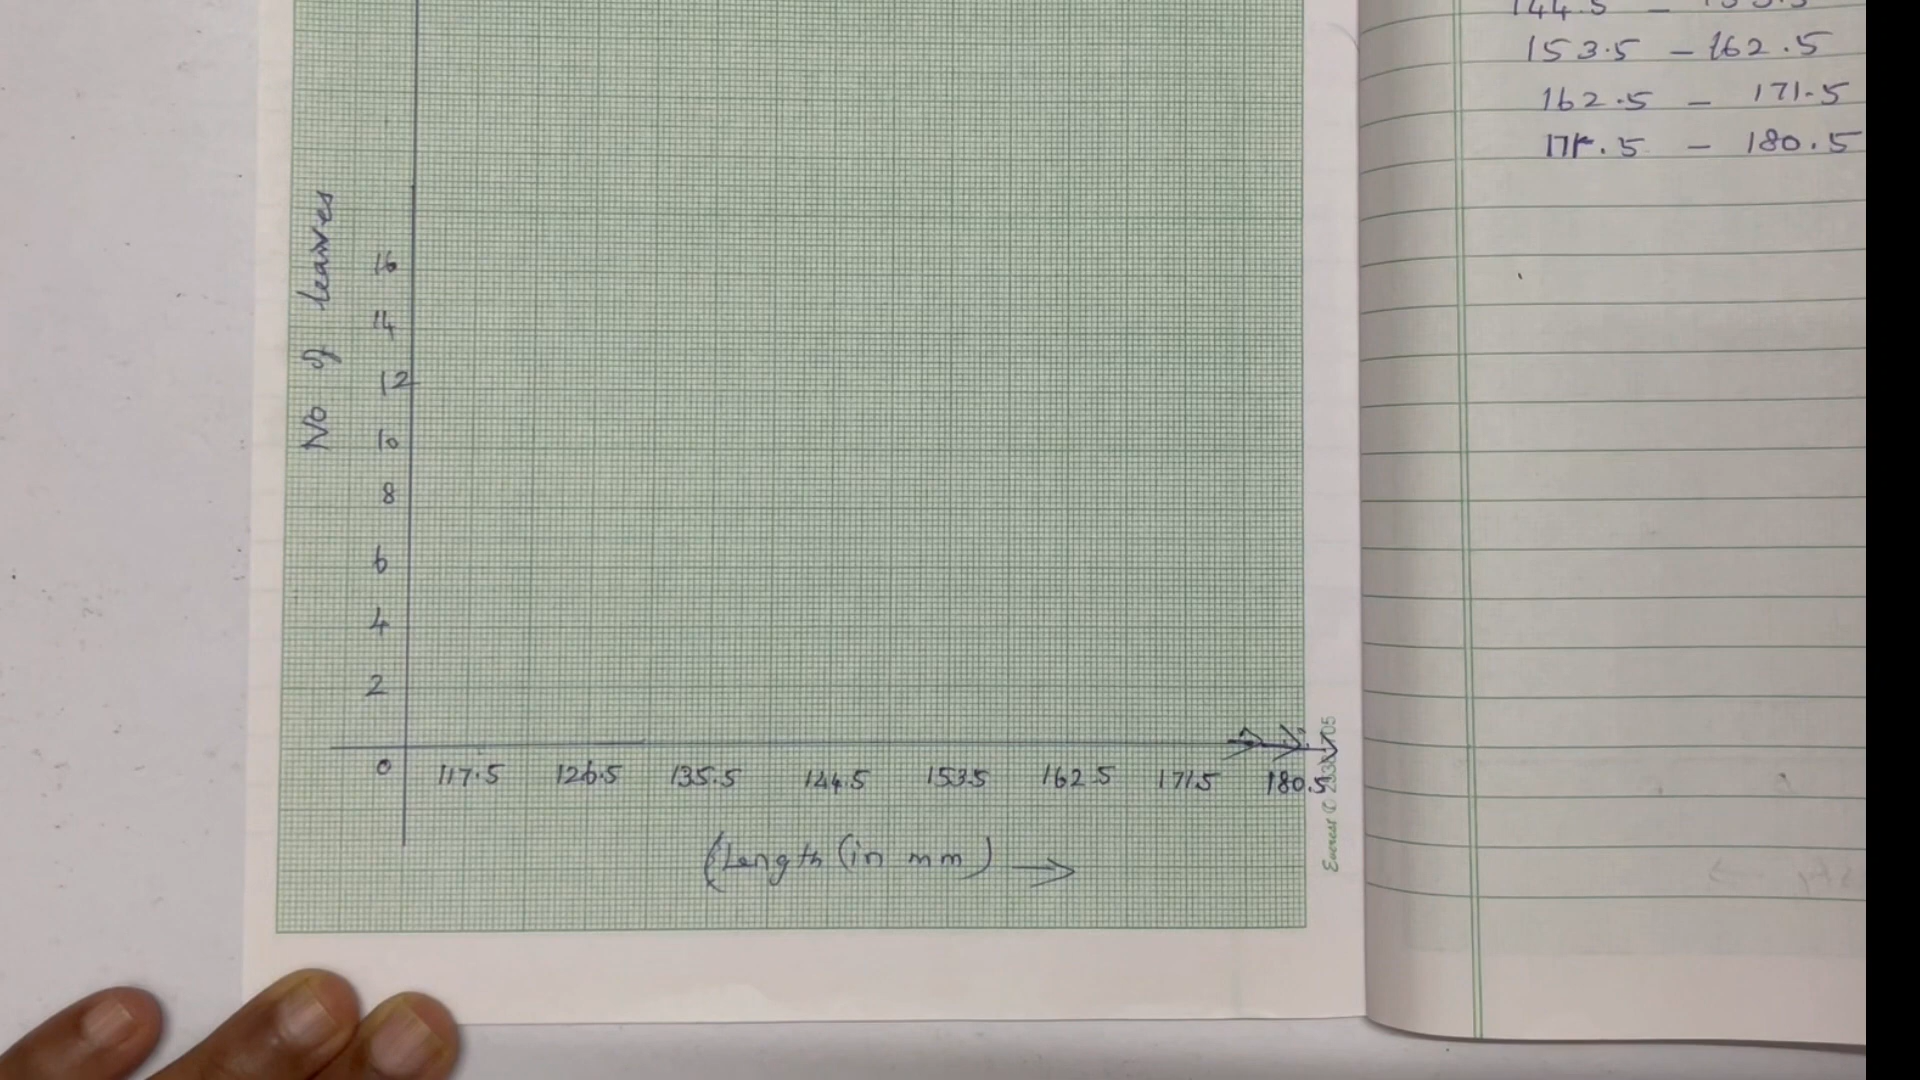 No of leaves
16
14
12
10
8
6
4
2
0 117.5 126.5 135.5 144.5 153.5 162.5 171.5 180.5
(Length (in mm) →
153.5 - 162.5
162.5 - 171.5
171.5 - 180.5